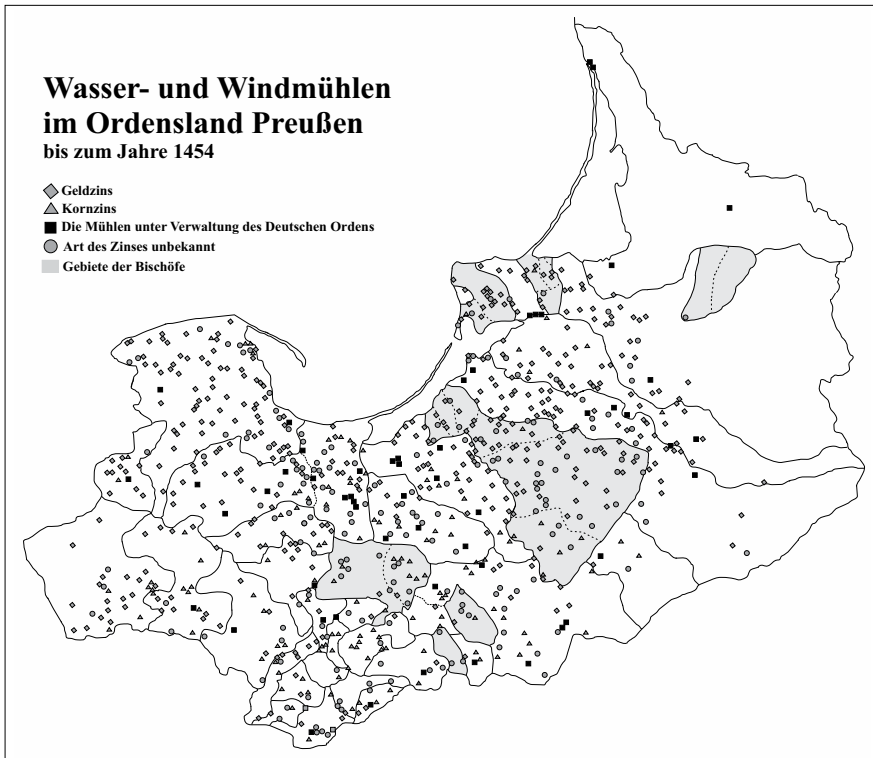 Wasser- und Windmühlen
im Ordensland Preußen
bis zum Jahre 1454
Geldzins
Kornzins
Die Mühlen unter Verwaltung des Deutschen Ordens
Art des Zinses unbekannt
Gebiete der Bischöfe